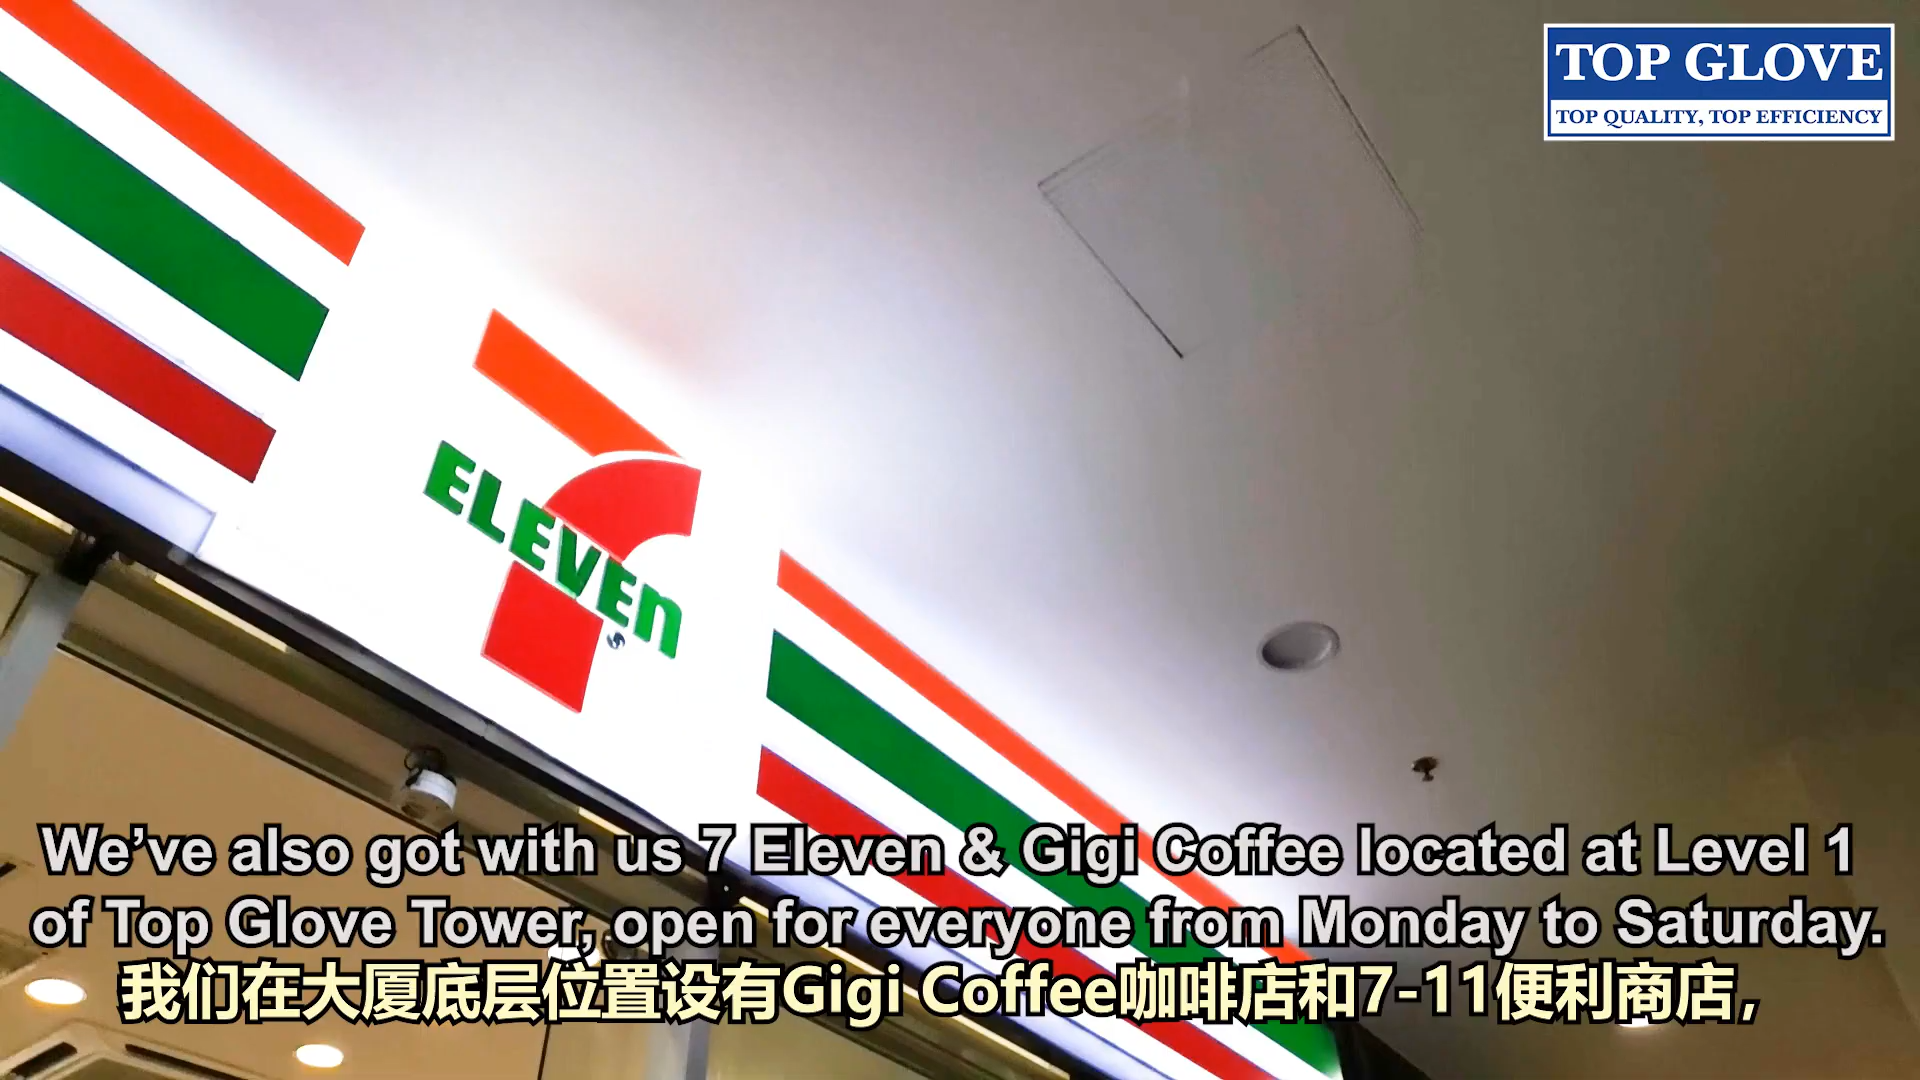 TOP GLOVE
TOP QUALITY, TOP EFFICIENCY
7
ELEVEn
We’ve also got with us 7 Eleven & Gigi Coffee located at Level 1
of Top Glove Tower, open for everyone from Monday to Saturday.
我们在大厦底层位置设有Gigi Coffee咖啡店和7-11便利商店，